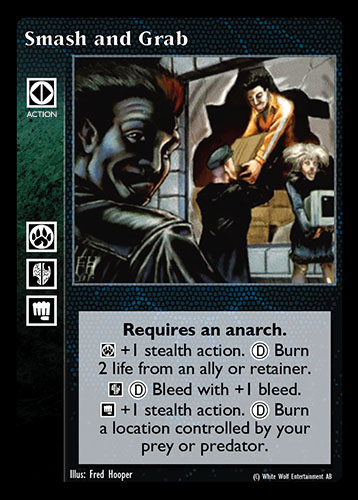 Smash and Grab
ACTION
FH
Requires an anarch.
+1 stealth action. D Burn
2 life from an ally or retainer.
D Bleed with +1 bleed.
+1 stealth action. D Burn
a location controlled by your
prey or predator.
Illus: Fred Hooper
(C) White Wolf Entertainment AB